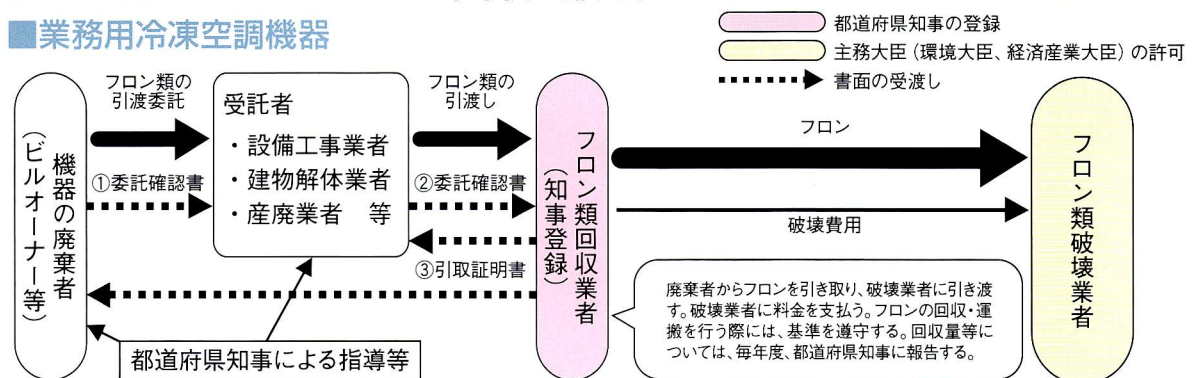 ■業務用冷凍空調機器
都道府県知事の登録
主務大臣（環境大臣、経済産業大臣）の許可
書面の受渡し
機器の廃棄者
（ビルオーナー等）
フロン類の
引渡委託
①委託確認書
受託者
・設備工事業者
・建物解体業者
・産廃業者　等
フロン類の
引渡し
②委託確認書
③引取証明書
フロン類回収業者
（知事登録）
フロン
破壊費用
フロン類破壊業者
廃棄者からフロンを引き取り、破壊業者に引き渡
す。破壊業者に料金を支払う。フロンの回収・運
搬を行う際には、基準を遵守する。回収量等に
ついては、毎年度、都道府県知事に報告する。
都道府県知事による指導等